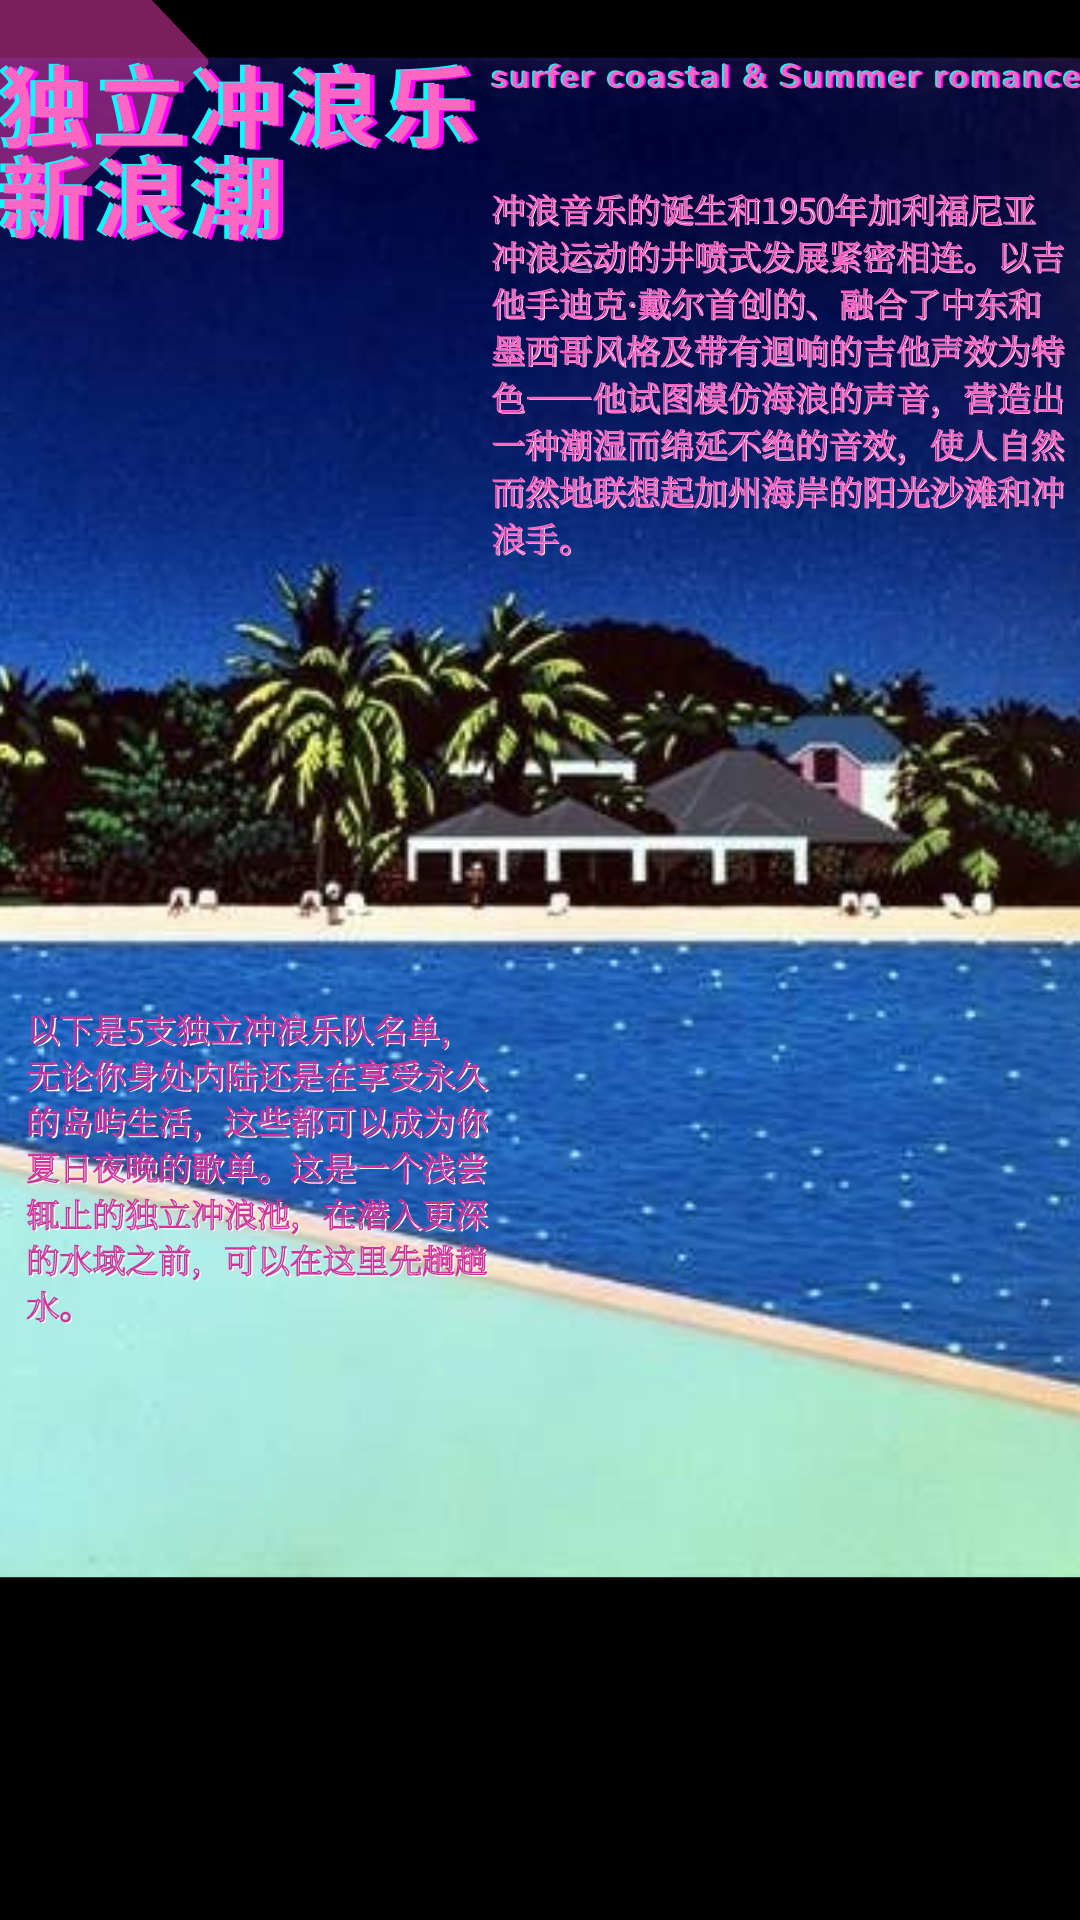 独立冲浪乐
新浪潮
surfer coastal & Summer romance
冲浪音乐的诞生和1950年加利福尼亚
冲浪运动的井喷式发展紧密相连。以吉
他手迪克·戴尔首创的、融合了中东和
墨西哥风格及带有迴响的吉他声效为特
色——他试图模仿海浪的声音，营造出
一种潮湿而绵延不绝的音效，使人自然
而然地联想起加州海岸的阳光沙滩和冲
浪手。
以下是5支独立冲浪乐队名单，
无论你身处内陆还是在享受永久
的岛屿生活，这些都可以成为你
夏日夜晚的歌单。这是一个浅尝
辄止的独立冲浪池，在潜入更深
的水域之前，可以在这里先趟趟
水。